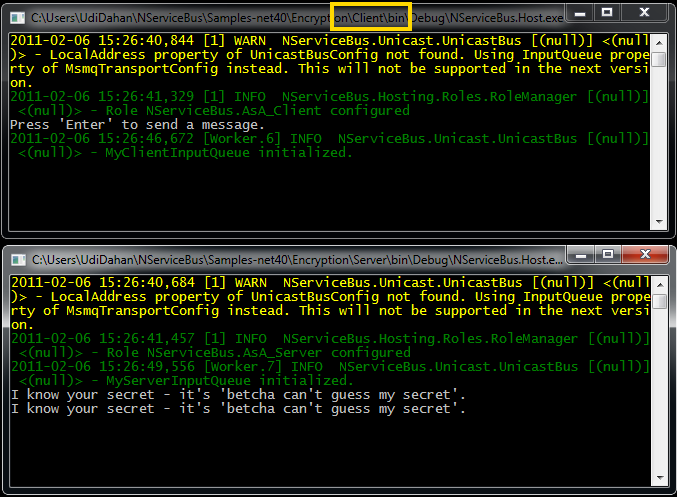 C:\Users\UdiDahan\NServiceBus\Samples-net40\Encryption\Client\bin\Debug\NServiceBus.Host.exe
2011-02-06 15:26:40,844 [1] WARN  NServiceBus.Unicast.UnicastBus [(null)] <(null
)> - LocalAddress property of UnicastBusConfig not found. Using InputQueue prope
rty of MsmqTransportConfig instead. This will not be supported in the next versi
on.
2011-02-06 15:26:41,329 [1] INFO  NServiceBus.Hosting.Roles.RoleManager [(null)]
 <(null)> - Role NServiceBus.AsA_Client configured
Press 'Enter' to send a message.
2011-02-06 15:26:46,672 [Worker.6] INFO  NServiceBus.Unicast.UnicastBus [(null)]
 <(null)> - MyClientInputQueue initialized.
C:\Users\UdiDahan\NServiceBus\Samples-net40\Encryption\Server\bin\Debug\NServiceBus.Host.e...
2011-02-06 15:26:40,684 [1] WARN  NServiceBus.Unicast.UnicastBus [(null)] <(null
)> - LocalAddress property of UnicastBusConfig not found. Using InputQueue prope
rty of MsmqTransportConfig instead. This will not be supported in the next versi
on.
2011-02-06 15:26:41,457 [1] INFO  NServiceBus.Hosting.Roles.RoleManager [(null)]
 <(null)> - Role NServiceBus.AsA_Server configured
2011-02-06 15:26:49,556 [Worker.7] INFO  NServiceBus.Unicast.UnicastBus [(null)]
 <(null)> - MyServerInputQueue initialized.
I know your secret - it's 'betcha can't guess my secret'.
I know your secret - it's 'betcha can't guess my secret'.